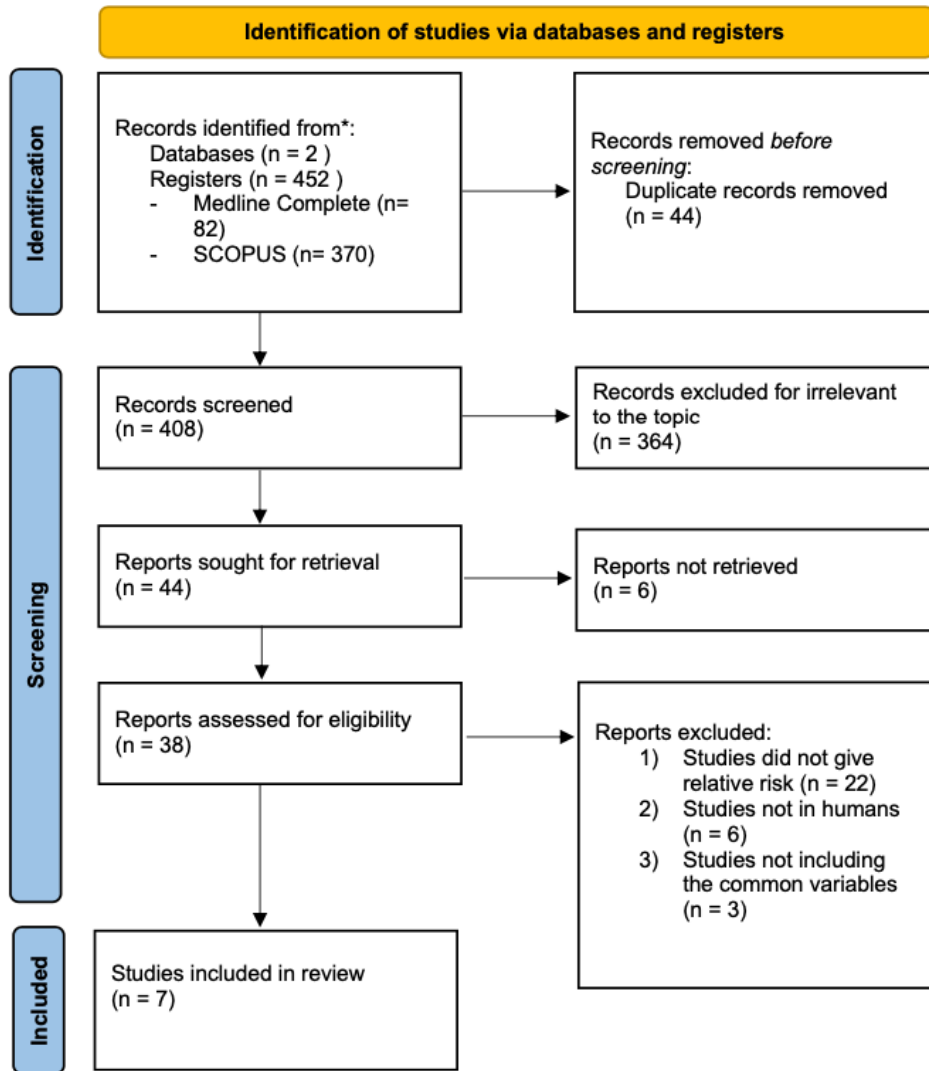 Identification of studies via databases and registers
Identification
Records identified from*:
Databases (n = 2 )
Registers (n = 452 )
- Medline Complete (n=
82)
- SCOPUS (n= 370)
Records removed before
screening:
Duplicate records removed
(n = 44)
Screening
Records screened
(n = 408)
Records excluded for irrelevant
to the topic
(n = 364)
Reports sought for retrieval
(n = 44)
Reports not retrieved
(n = 6)
Reports assessed for eligibility
(n = 38)
Reports excluded:
1) Studies did not give
relative risk (n = 22)
2) Studies not in humans
(n = 6)
3) Studies not including
the common variables
(n = 3)
Included
Studies included in review
(n = 7)